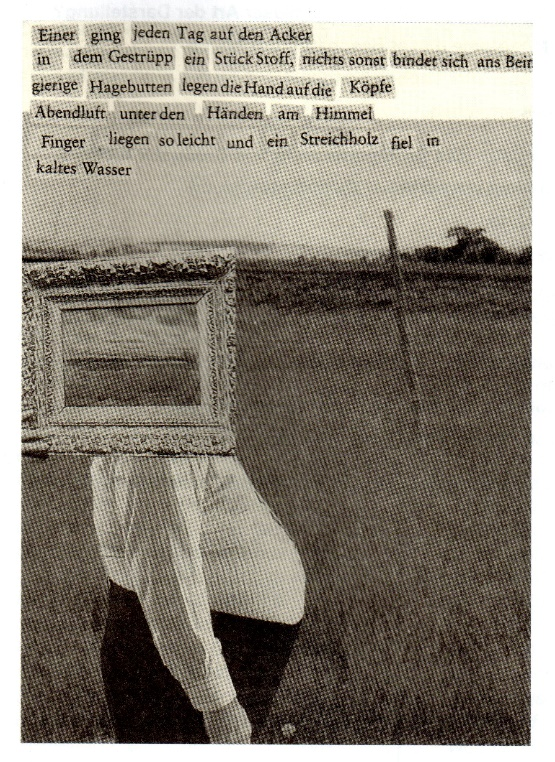 Einer ging jeden Tag auf den Acker
in dem Gestrüpp ein Stück Stoff, nichts sonst bindet sich ans Bein
gierige Hagebutten legen die Hand auf die Köpfe
Abendluft unter den Händen am Himmel
Finger liegen so leicht und ein Streichholz fiel in
kaltes Wasser